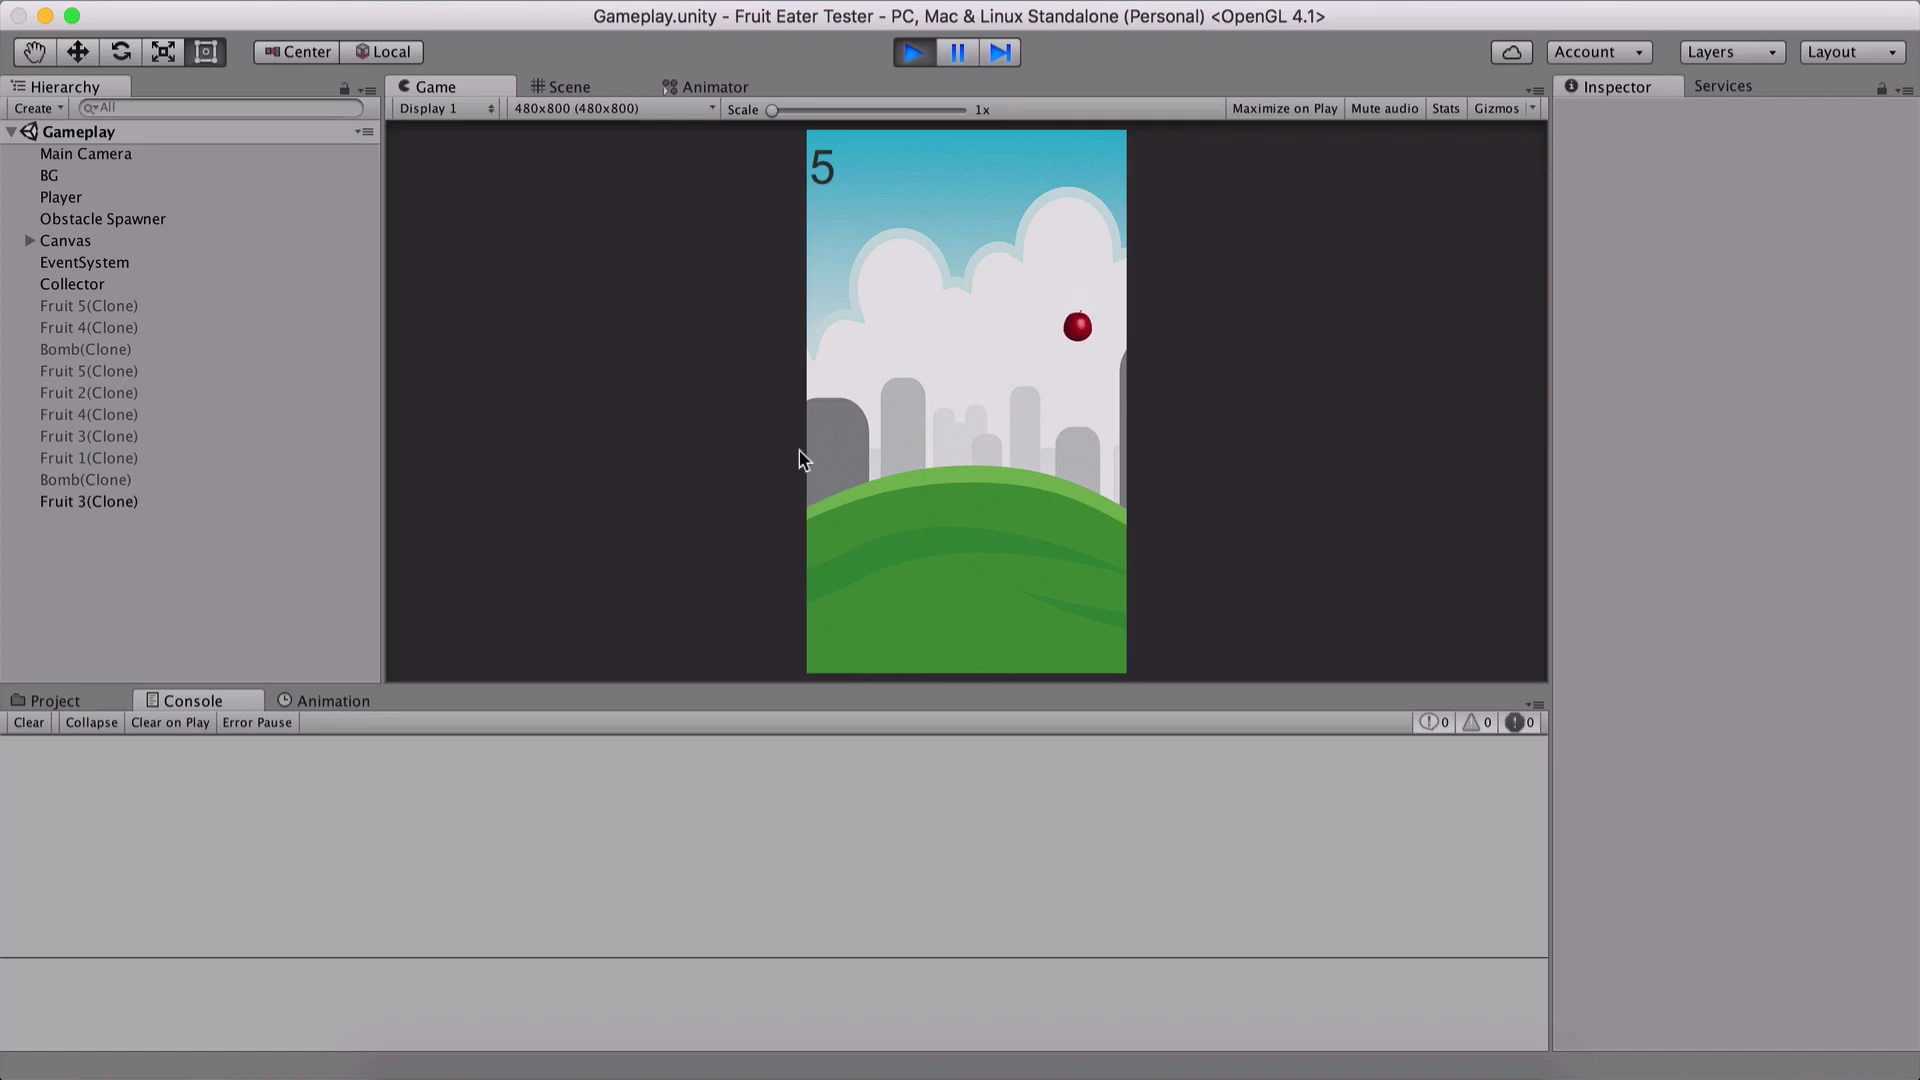 Gameplay.unity - Fruit Eater Tester - PC, Mac & Linux Standalone (Personal) <OpenGL 4.1>
Center Local Account Layers Layout
Hierarchy Game Scene Animator Inspector Services
Create All Display 1 480x800 (480x800) Scale 1x Maximize on Play Mute audio Stats Gizmos
Gameplay
Main Camera
BG
Player
Obstacle Spawner
Canvas
EventSystem
Collector
Fruit 5(Clone)
Fruit 4(Clone)
Bomb(Clone)
Fruit 5(Clone)
Fruit 2(Clone)
Fruit 4(Clone)
Fruit 3(Clone)
Fruit 1(Clone)
Bomb(Clone)
Fruit 3(Clone)
5
Project Console Animation
Clear Collapse Clear on Play Error Pause 0 0 0